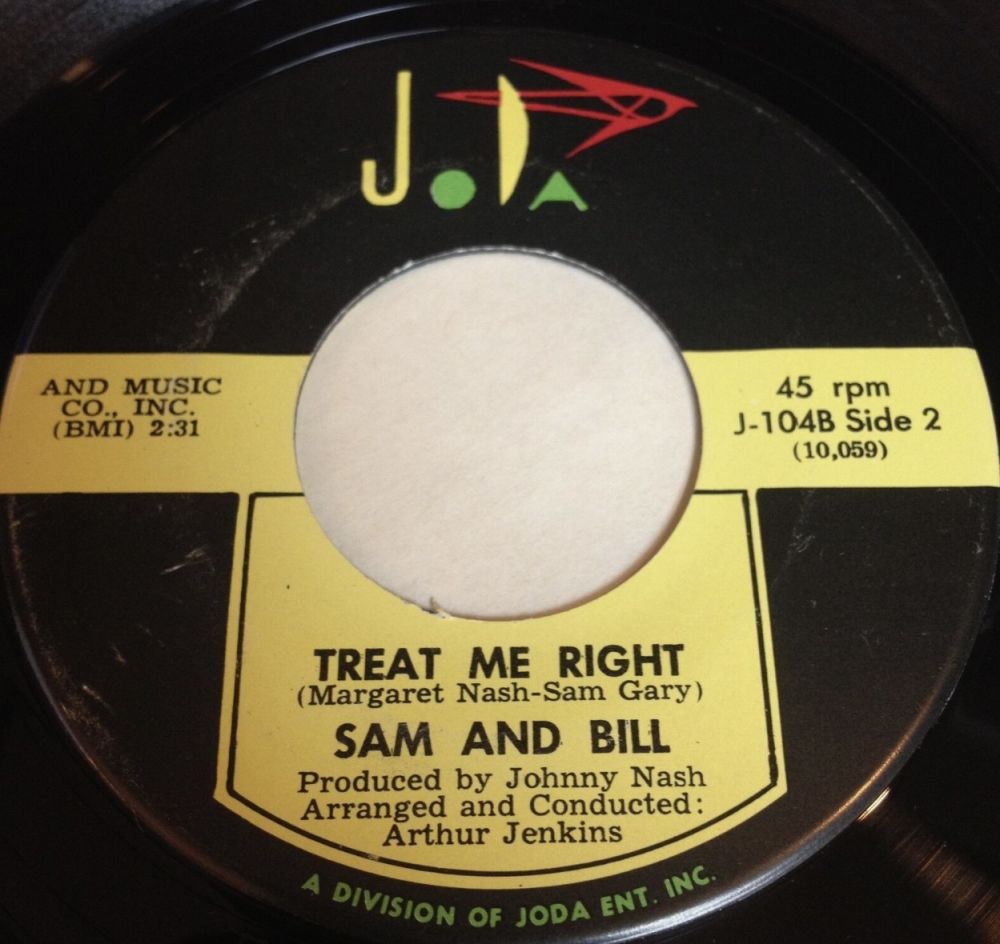 JoDA
AND MUSIC
CO., INC.
(BMI) 2:31
45 rpm
J-104B Side 2
(10,059)
TREAT ME RIGHT
(Margaret Nash-Sam Gary)
SAM AND BILL
Produced by Johnny Nash
Arranged and Conducted:
Arthur Jenkins
A DIVISION OF JODA ENT. INC.